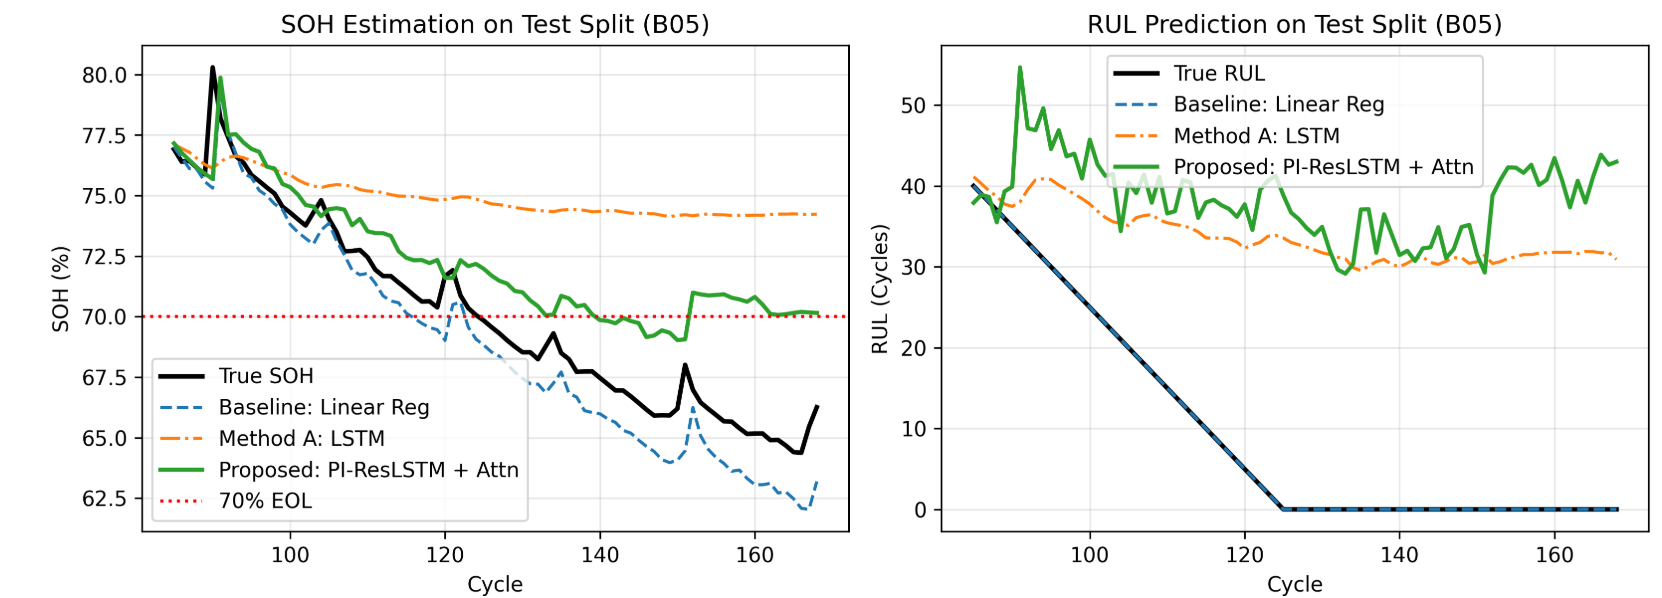 SOH Estimation on Test Split (B05)
80.0
77.5
75.0
72.5
70.0
67.5
65.0
62.5
SOH (%)
True SOH
Baseline: Linear Reg
Method A: LSTM
Proposed: PI-ResLSTM + Attn
70% EOL
100
120
140
160
Cycle
RUL Prediction on Test Split (B05)
50
40
30
20
10
0
RUL (Cycles)
True RUL
Baseline: Linear Reg
Method A: LSTM
Proposed: PI-ResLSTM + Attn
100
120
140
160
Cycle